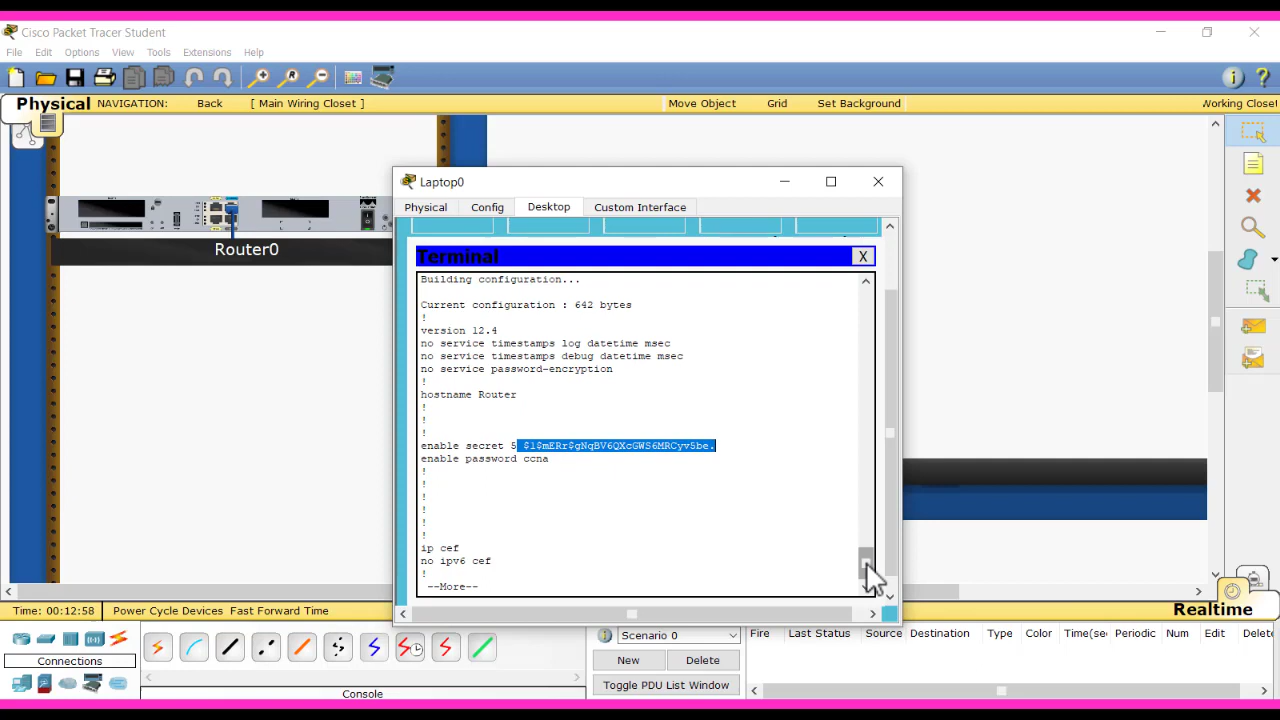 Cisco Packet Tracer Student
File Edit Options View Tools Extensions Help
Physical NAVIGATION: Back [ Main Wiring Closet ] Move Object Grid Set Background
Router0
Laptop0
Physical Config Desktop Custom Interface
Terminal X
Building configuration...
Current configuration : 642 bytes
!
version 12.4
no service timestamps log datetime msec
no service timestamps debug datetime msec
no service password-encryption
!
hostname Router
!
!
!
enable secret 5 $1$mERr$gNqBV6QXcGWS6MRCyv5be.
enable password ccna
!
!
!
!
!
!
ip cef
no ipv6 cef
!
--More--
Time: 00:12:58 Power Cycle Devices Fast Forward Time Realtime
Connections
Console
Scenario 0
New Delete
Toggle PDU List Window
Fire Last Status Source Destination Type Color Time(se Periodic Num Edit Delete